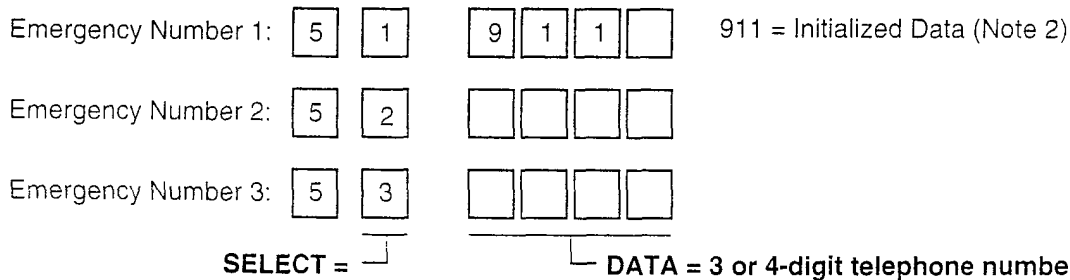 Emergency Number 1: 5 1 9 1 1 911 = Initialized Data (Note 2)
Emergency Number 2: 5 2
Emergency Number 3: 5 3
SELECT = DATA = 3 or 4-digit telephone numbe